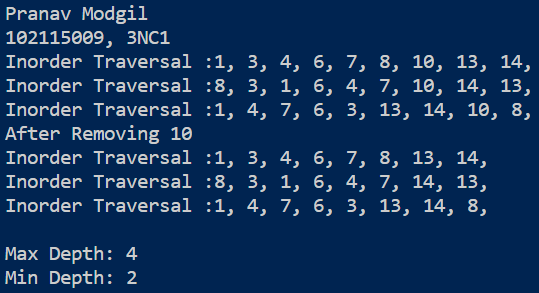 Pranav Modgil
102115009, 3NC1
Inorder Traversal :1, 3, 4, 6, 7, 8, 10, 13, 14,
Inorder Traversal :8, 3, 1, 6, 4, 7, 10, 14, 13,
Inorder Traversal :1, 4, 7, 6, 3, 13, 14, 10, 8,
After Removing 10
Inorder Traversal :1, 3, 4, 6, 7, 8, 13, 14,
Inorder Traversal :8, 3, 1, 6, 4, 7, 14, 13,
Inorder Traversal :1, 4, 7, 6, 3, 13, 14, 8,
Max Depth: 4
Min Depth: 2